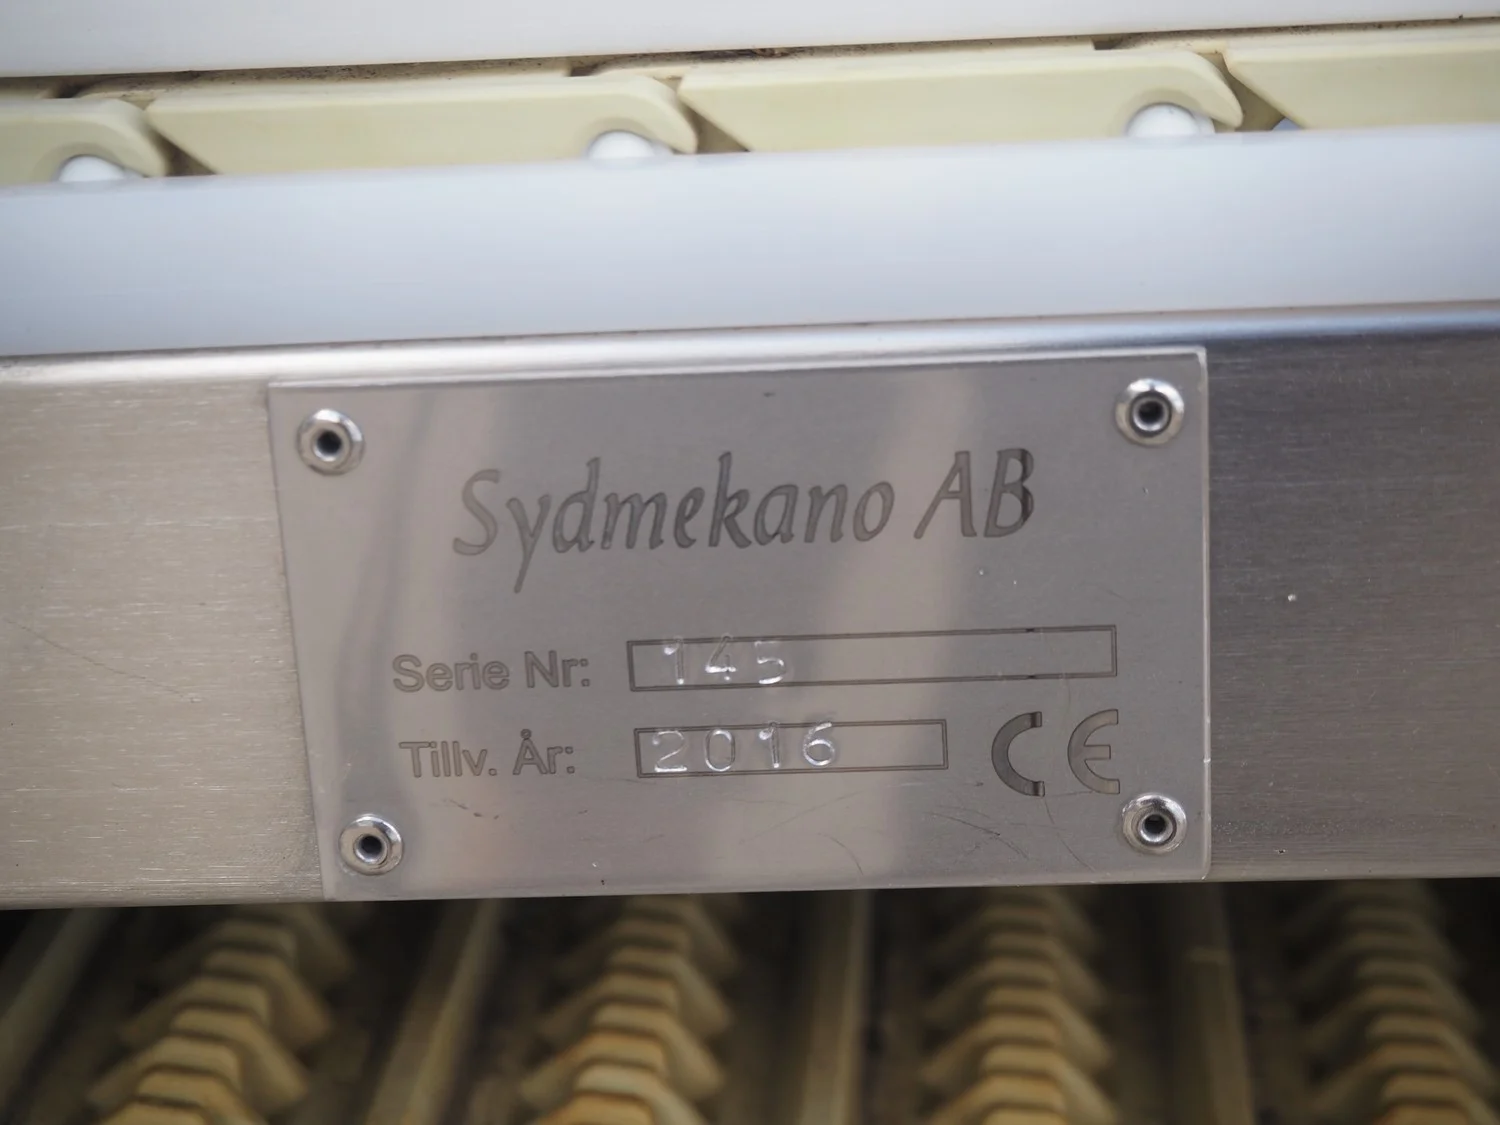 Sydmekano AB
Serie Nr: 145
Tillv. År: 2016 CE